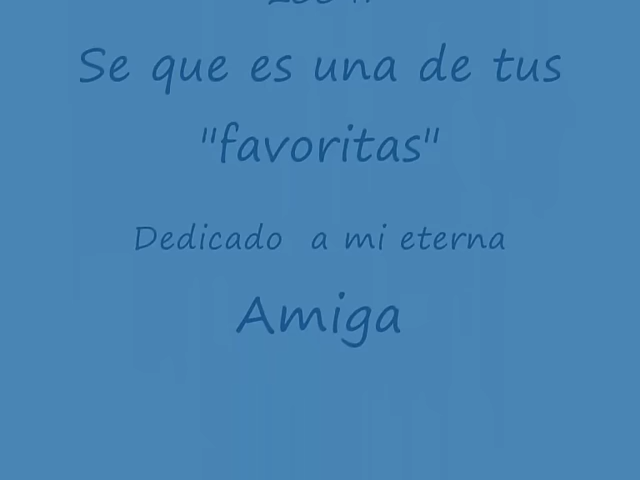 Se que es una de tus
"favoritas"
Dedicado a mi eterna
Amiga